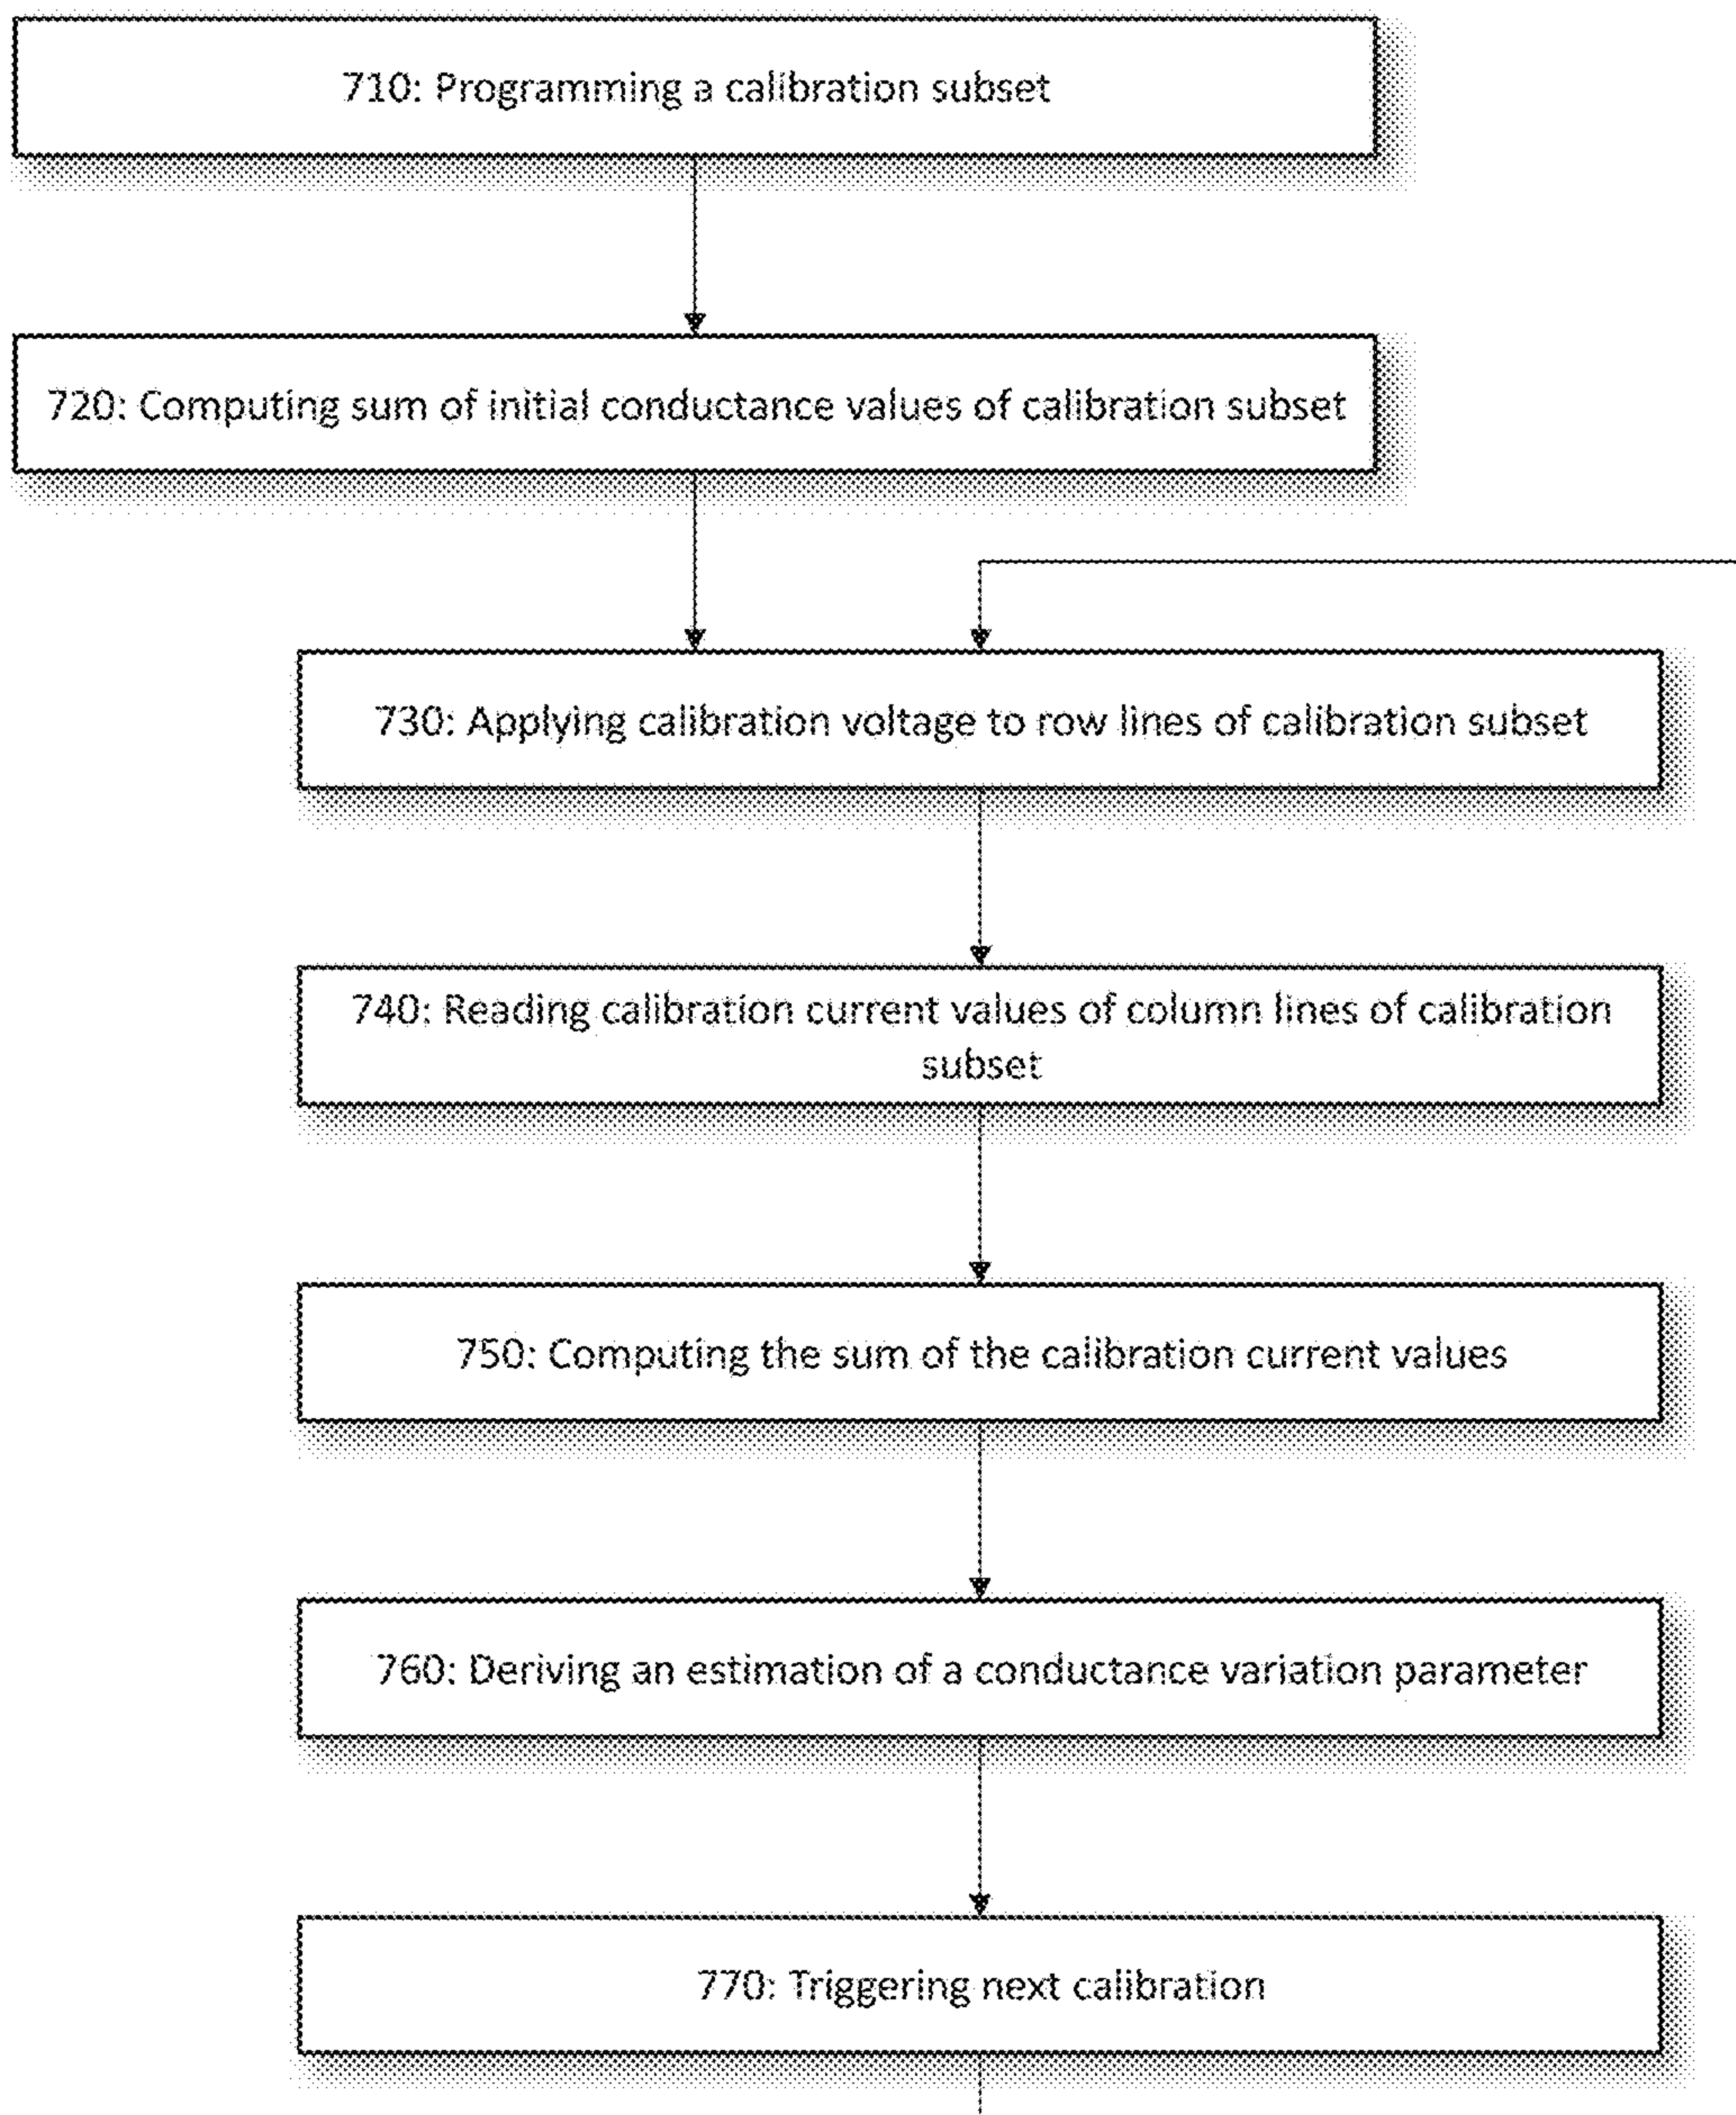 710: Programming a calibration subset
720: Computing sum of initial conductance values of calibration subset
730: Applying calibration voltage to row lines of calibration subset
740: Reading calibration current values of column lines of calibration
subset
750: Computing the sum of the calibration current values
760: Deriving an estimation of a conductance variation parameter
770: Triggering next calibration